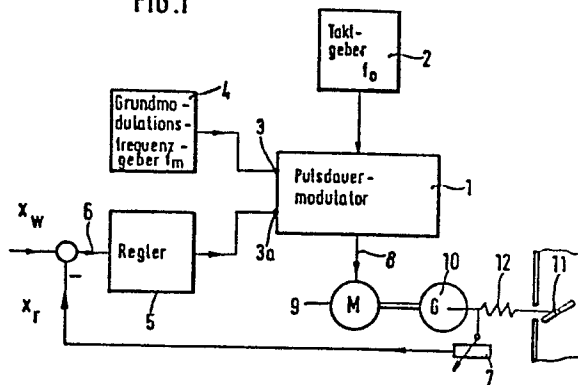 FIG.1
Takt-
geber
f₀
2
4
Grundmo-
dulations-
frequenz-
geber fm
3
Pulsdauer-
modulator
1
xw
6
Regler
5
3a
8
10
12
11
9
M
G
xr
–
7